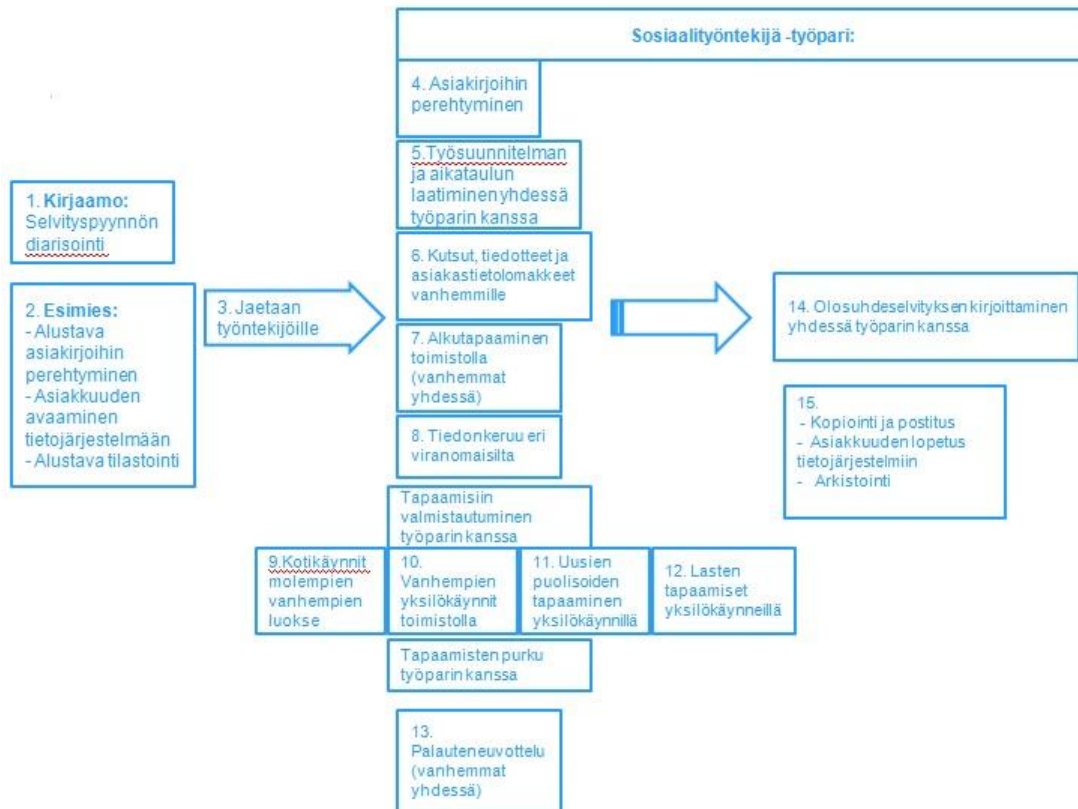 Sosiaalityöntekijä -työpari:
1. Kirjaamo:
Selvityspyynnön
diarisointi
2. Esimies:
- Alustava
asiakirjoihin
perehtyminen
- Asiakkuuden
avaaminen
tietojärjestelmään
- Alustava tilastointi
3. Jaetaan
työntekijöille
4. Asiakirjoihin
perehtyminen
5.Työsuunnitelman
ja aikataulun
laatiminen yhdessä
työparin kanssa
6. Kutsut, tiedotteet ja
asiakastietolomakkeet
vanhemmille
7. Alkutapaaminen
toimistolla
(vanhemmat
yhdessä)
8. Tiedonkeruu eri
viranomaisilta
Tapaamisiin
valmistautuminen
työparin kanssa
9.Kotikäynnit
molempien
vanhempien
luokse
10.
Vanhempien
yksilökäynnit
toimistolla
11. Uusien
puolisoiden
tapaaminen
yksilökäynnillä
12. Lasten
tapaamiset
yksilökäynneillä
Tapaamisten purku
työparin kanssa
13.
Palauteneuvottelu
(vanhemmat
yhdessä)
14. Olosuhdeselvityksen kirjoittaminen
yhdessä työparin kanssa
15.
- Kopiointi ja postitus
- Asiakkuuden lopetus
tietojärjestelmiin
- Arkistointi